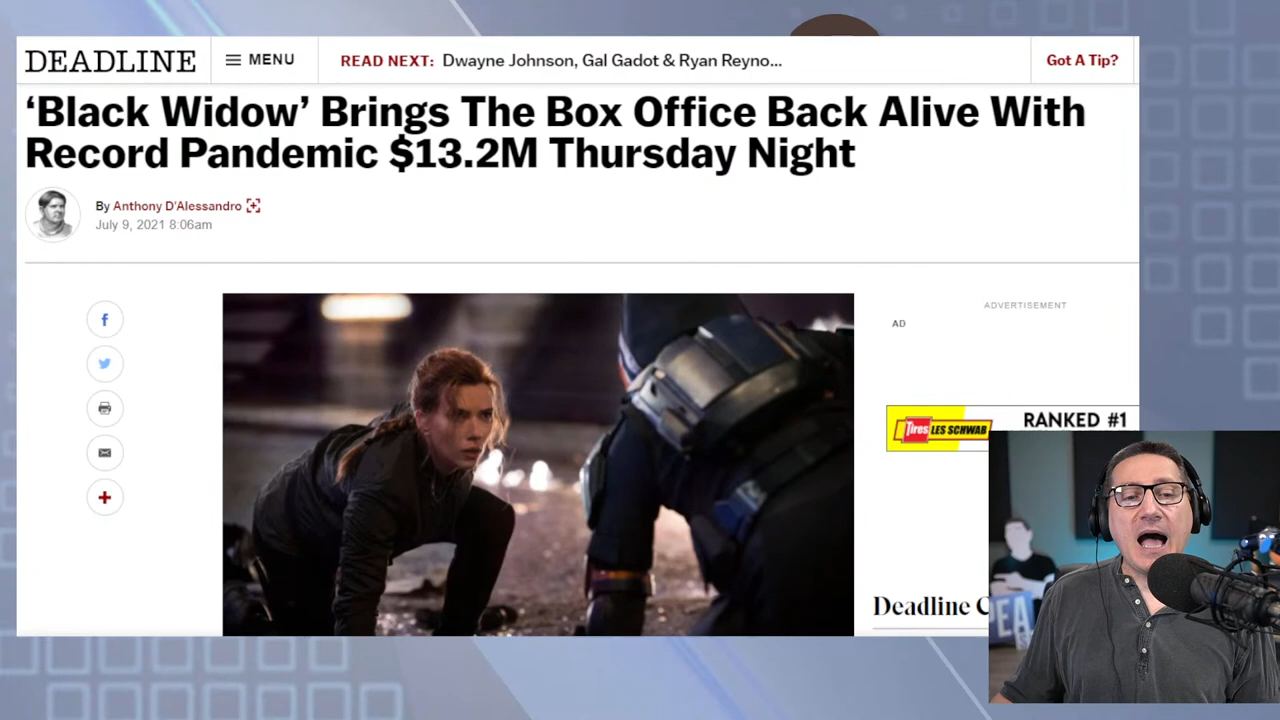 DEADLINE
MENU
READ NEXT: Dwayne Johnson, Gal Gadot & Ryan Reyno...
Got A Tip?
‘Black Widow’ Brings The Box Office Back Alive With
Record Pandemic $13.2M Thursday Night
By Anthony D'Alessandro
July 9, 2021 8:06am
ADVERTISEMENT
AD
Tires LES SCHWAB
RANKED #1
Deadline
PEA